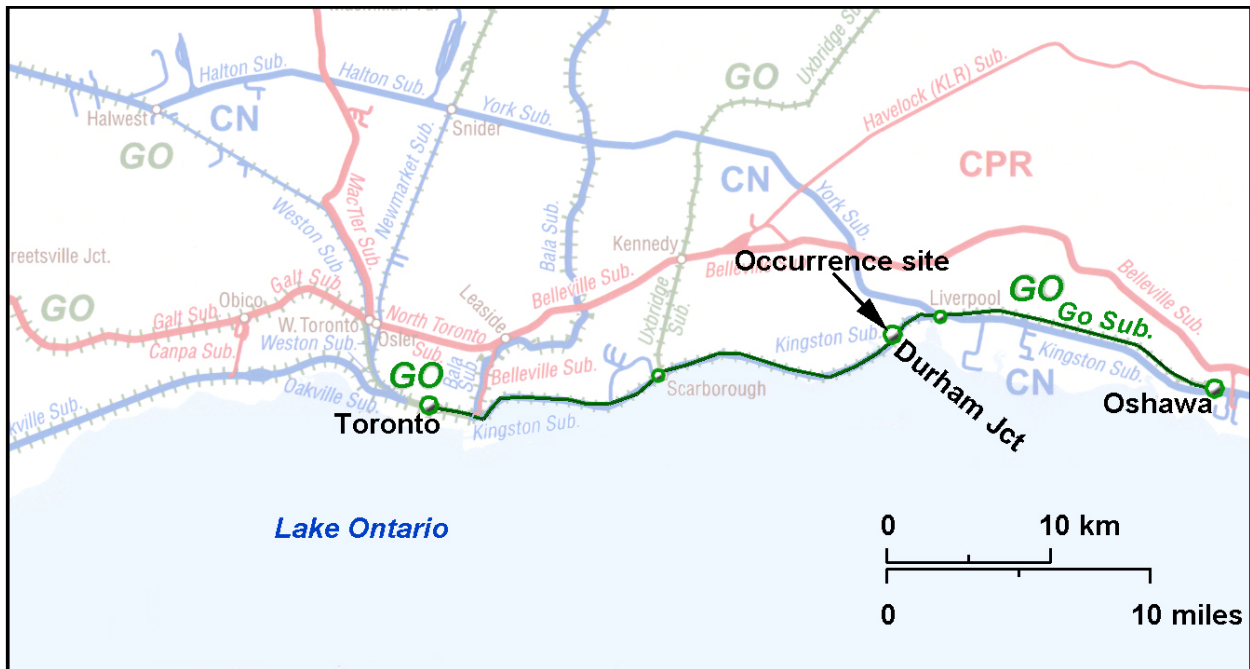 Uxbridge Sub.
Halton Sub.
Halton Sub.
GO
Havelock (KLR) Sub.
Halwest
CN
York Sub.
Snider
GO
Newmarket Sub.
CN
CPR
Weston Sub.
MacTier Sub.
Bala Sub.
York Sub.
reetsville Jct.
Kennedy
Belleville
Occurrence site
Belleville Sub.
Galt Sub.
Leaside
Uxbridge
Sub.
Liverpool
GO
Belleville Sub.
GO
Obico
Go Sub.
Galt Sub.
W. Toronto
North Toronto
Sub.
Osler
Kingston Sub.
Canpa Sub.
Weston Sub.
Durham Jct
Kingston Sub.
GO
Bala
Sub.
Belleville Sub.
Scarborough
CN
Oakville Sub.
Toronto
Oshawa
kville Sub.
Kingston Sub.
Lake Ontario
0 10 km
0 10 miles